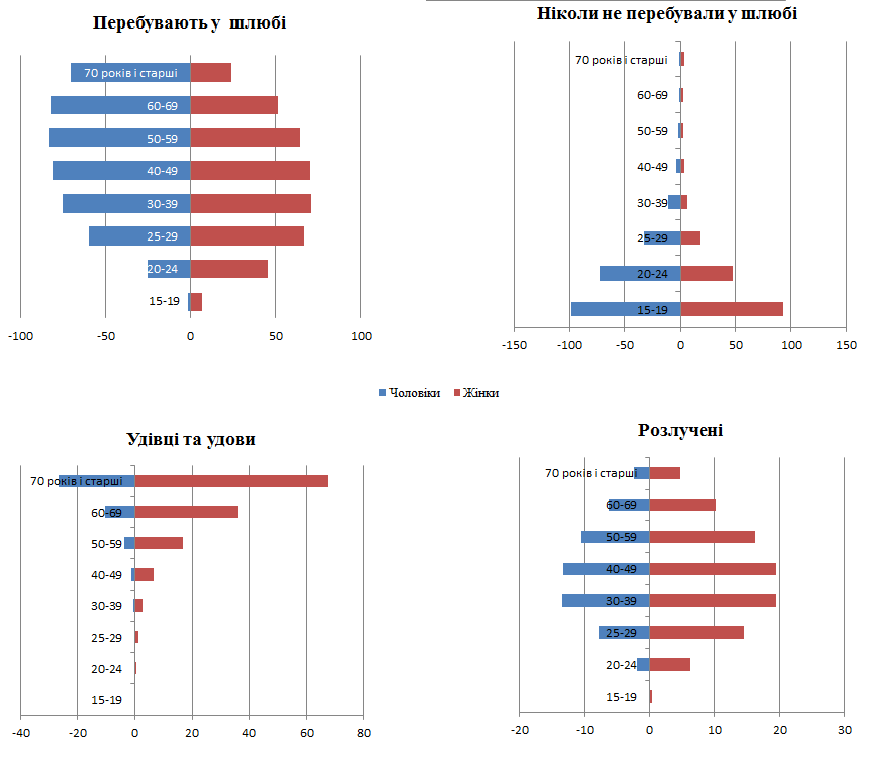 Перебувають у шлюбі
70 років і старші
60-69
50-59
40-49
30-39
25-29
20-24
15-19
-100 -50 0 50 100
Ніколи не перебували у шлюбі
70 років і старші
60-69
50-59
40-49
30-39
25-29
20-24
15-19
-150 -100 -50 0 50 100 150
Чоловіки Жінки
Удівці та удови
70 років і старші
60-69
50-59
40-49
30-39
25-29
20-24
15-19
-40 -20 0 20 40 60 80
Розлучені
70 років і старші
60-69
50-59
40-49
30-39
25-29
20-24
15-19
-20 -10 0 10 20 30